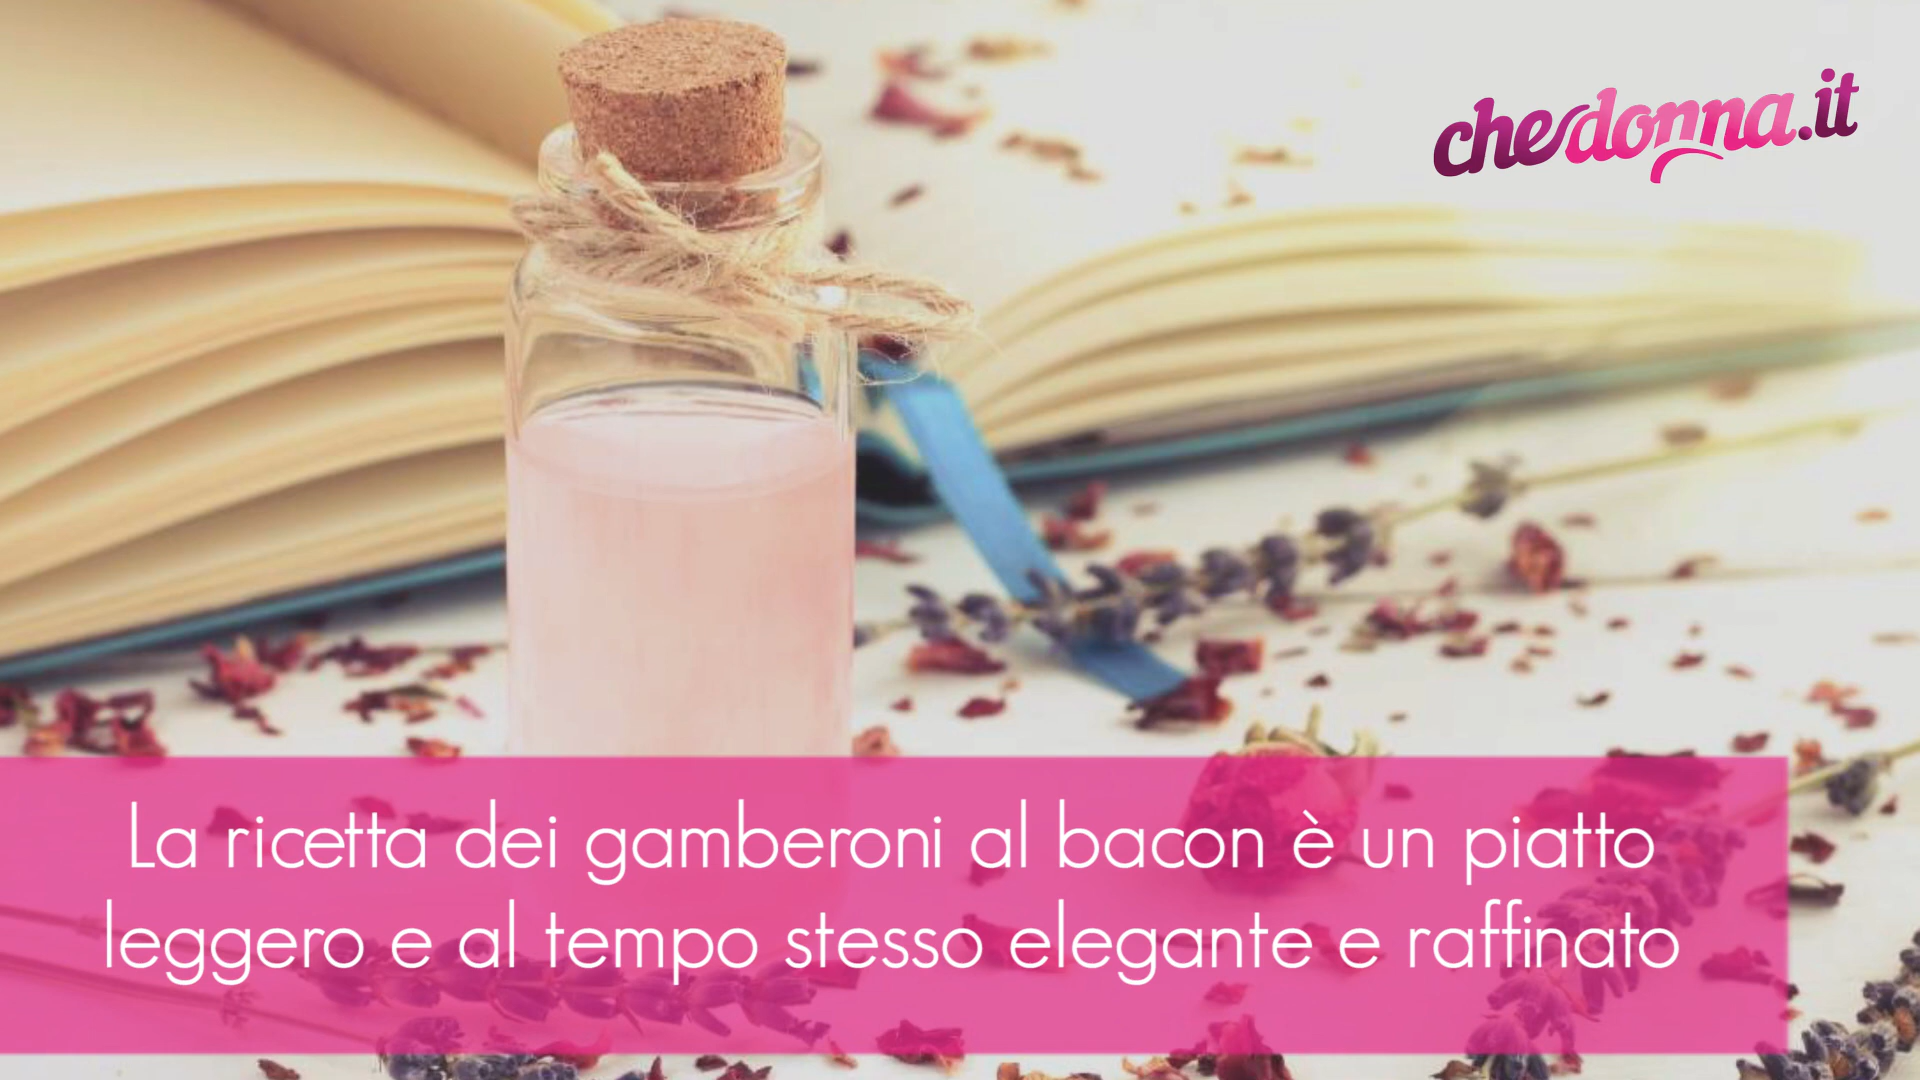 chedonna.it
La ricetta dei gamberoni al bacon è un piatto
leggero e al tempo stesso elegante e raffinato